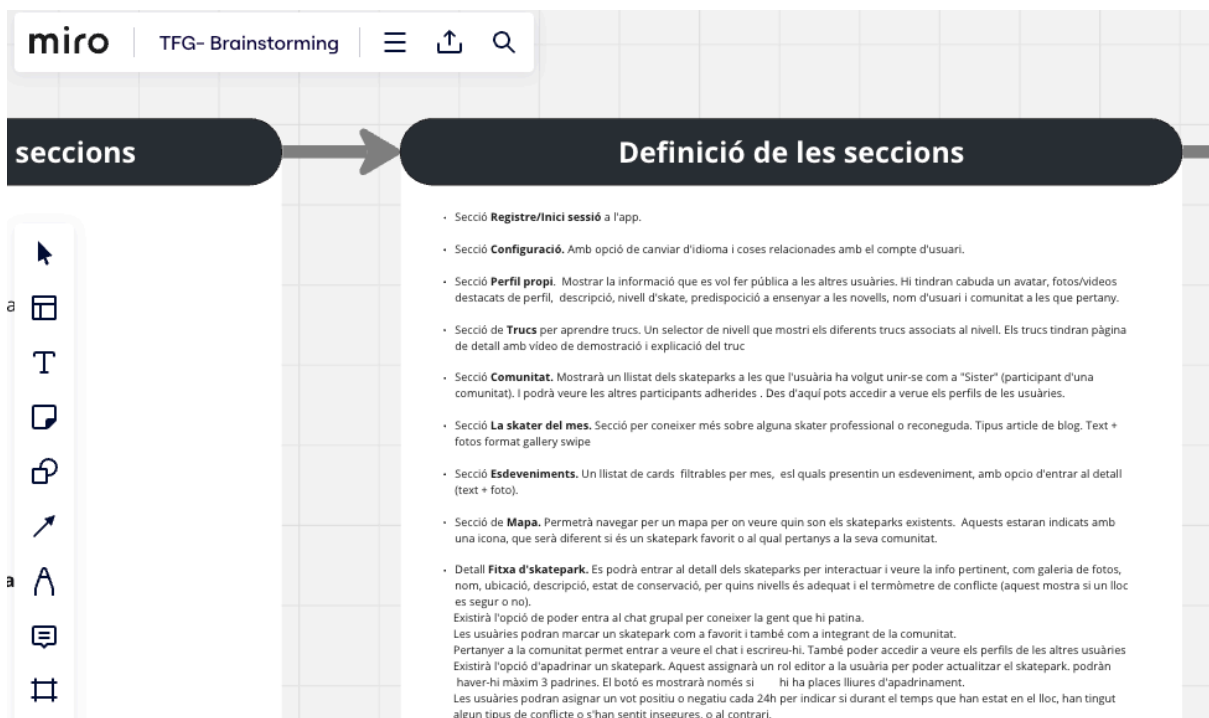 miro TFG- Brainstorming
seccions
Definició de les seccions
• Secció Registre/Inici sessió a l'app.
• Secció Configuració. Amb opció de canviar d'idioma i coses relacionades amb el compte d'usuari.
• Secció Perfil propi. Mostrar la informació que es vol fer pública a les altres usuàries. Hi tindran cabuda un avatar, fotos/videos
destacats de perfil, descripció, nivell d'skate, predispocició a ensenyar a les novells, nom d'usuari i comunitat a les que pertany.
• Secció de Trucs per aprendre trucs. Un selector de nivell que mostri els diferents trucs associats al nivell. Els trucs tindran pàgina
de detall amb vídeo de demostració i explicació del truc
• Secció Comunitat. Mostrarà un llistat dels skateparks a les que l'usuària ha volgut unir-se com a "Sister" (participant d'una
comunitat). I podrà veure les altres participants adherides . Des d'aquí pots accedir a verue els perfils de les usuàries.
• Secció La skater del mes. Secció per coneixer més sobre alguna skater professional o reconeguda. Tipus article de blog. Text +
fotos format gallery swipe
• Secció Esdeveniments. Un llistat de cards filtrables per mes, esl quals presentin un esdeveniment, amb opcio d'entrar al detall
(text + foto).
• Secció de Mapa. Permetrà navegar per un mapa per on veure quin son els skateparks existents. Aquests estaran indicats amb
una icona, que serà diferent si és un skatepark favorit o al qual pertanys a la seva comunitat.
• Detall Fitxa d'skatepark. Es podrà entrar al detall dels skateparks per interactuar i veure la info pertinent, com galeria de fotos,
nom, ubicació, descripció, estat de conservació, per quins nivells és adequat i el termòmetre de conflicte (aquest mostra si un lloc
es segur o no).
Existirà l'opció de poder entra al chat grupal per coneixer la gent que hi patina.
Les usuàries podran marcar un skatepark com a favorit i també com a integrant de la comunitat.
Pertanyer a la comunitat permet entrar a veure el chat i escrireu-hi. També poder accedir a veure els perfils de les altres usuàries
Existirà l'opció d'apadrinar un skatepark. Aquest assignarà un rol editor a la usuària per poder actualitzar el skatepark. podràn
haver-hi màxim 3 padrines. El botó es mostrarà només si hi ha places lliures d'apadrinament.
Les usuàries podran asignar un vot positiu o negatiu cada 24h per indicar si durant el temps que han estat en el lloc, han tingut
algun tipus de conflicte o s'han sentit insegures, o al contrari.
a
a